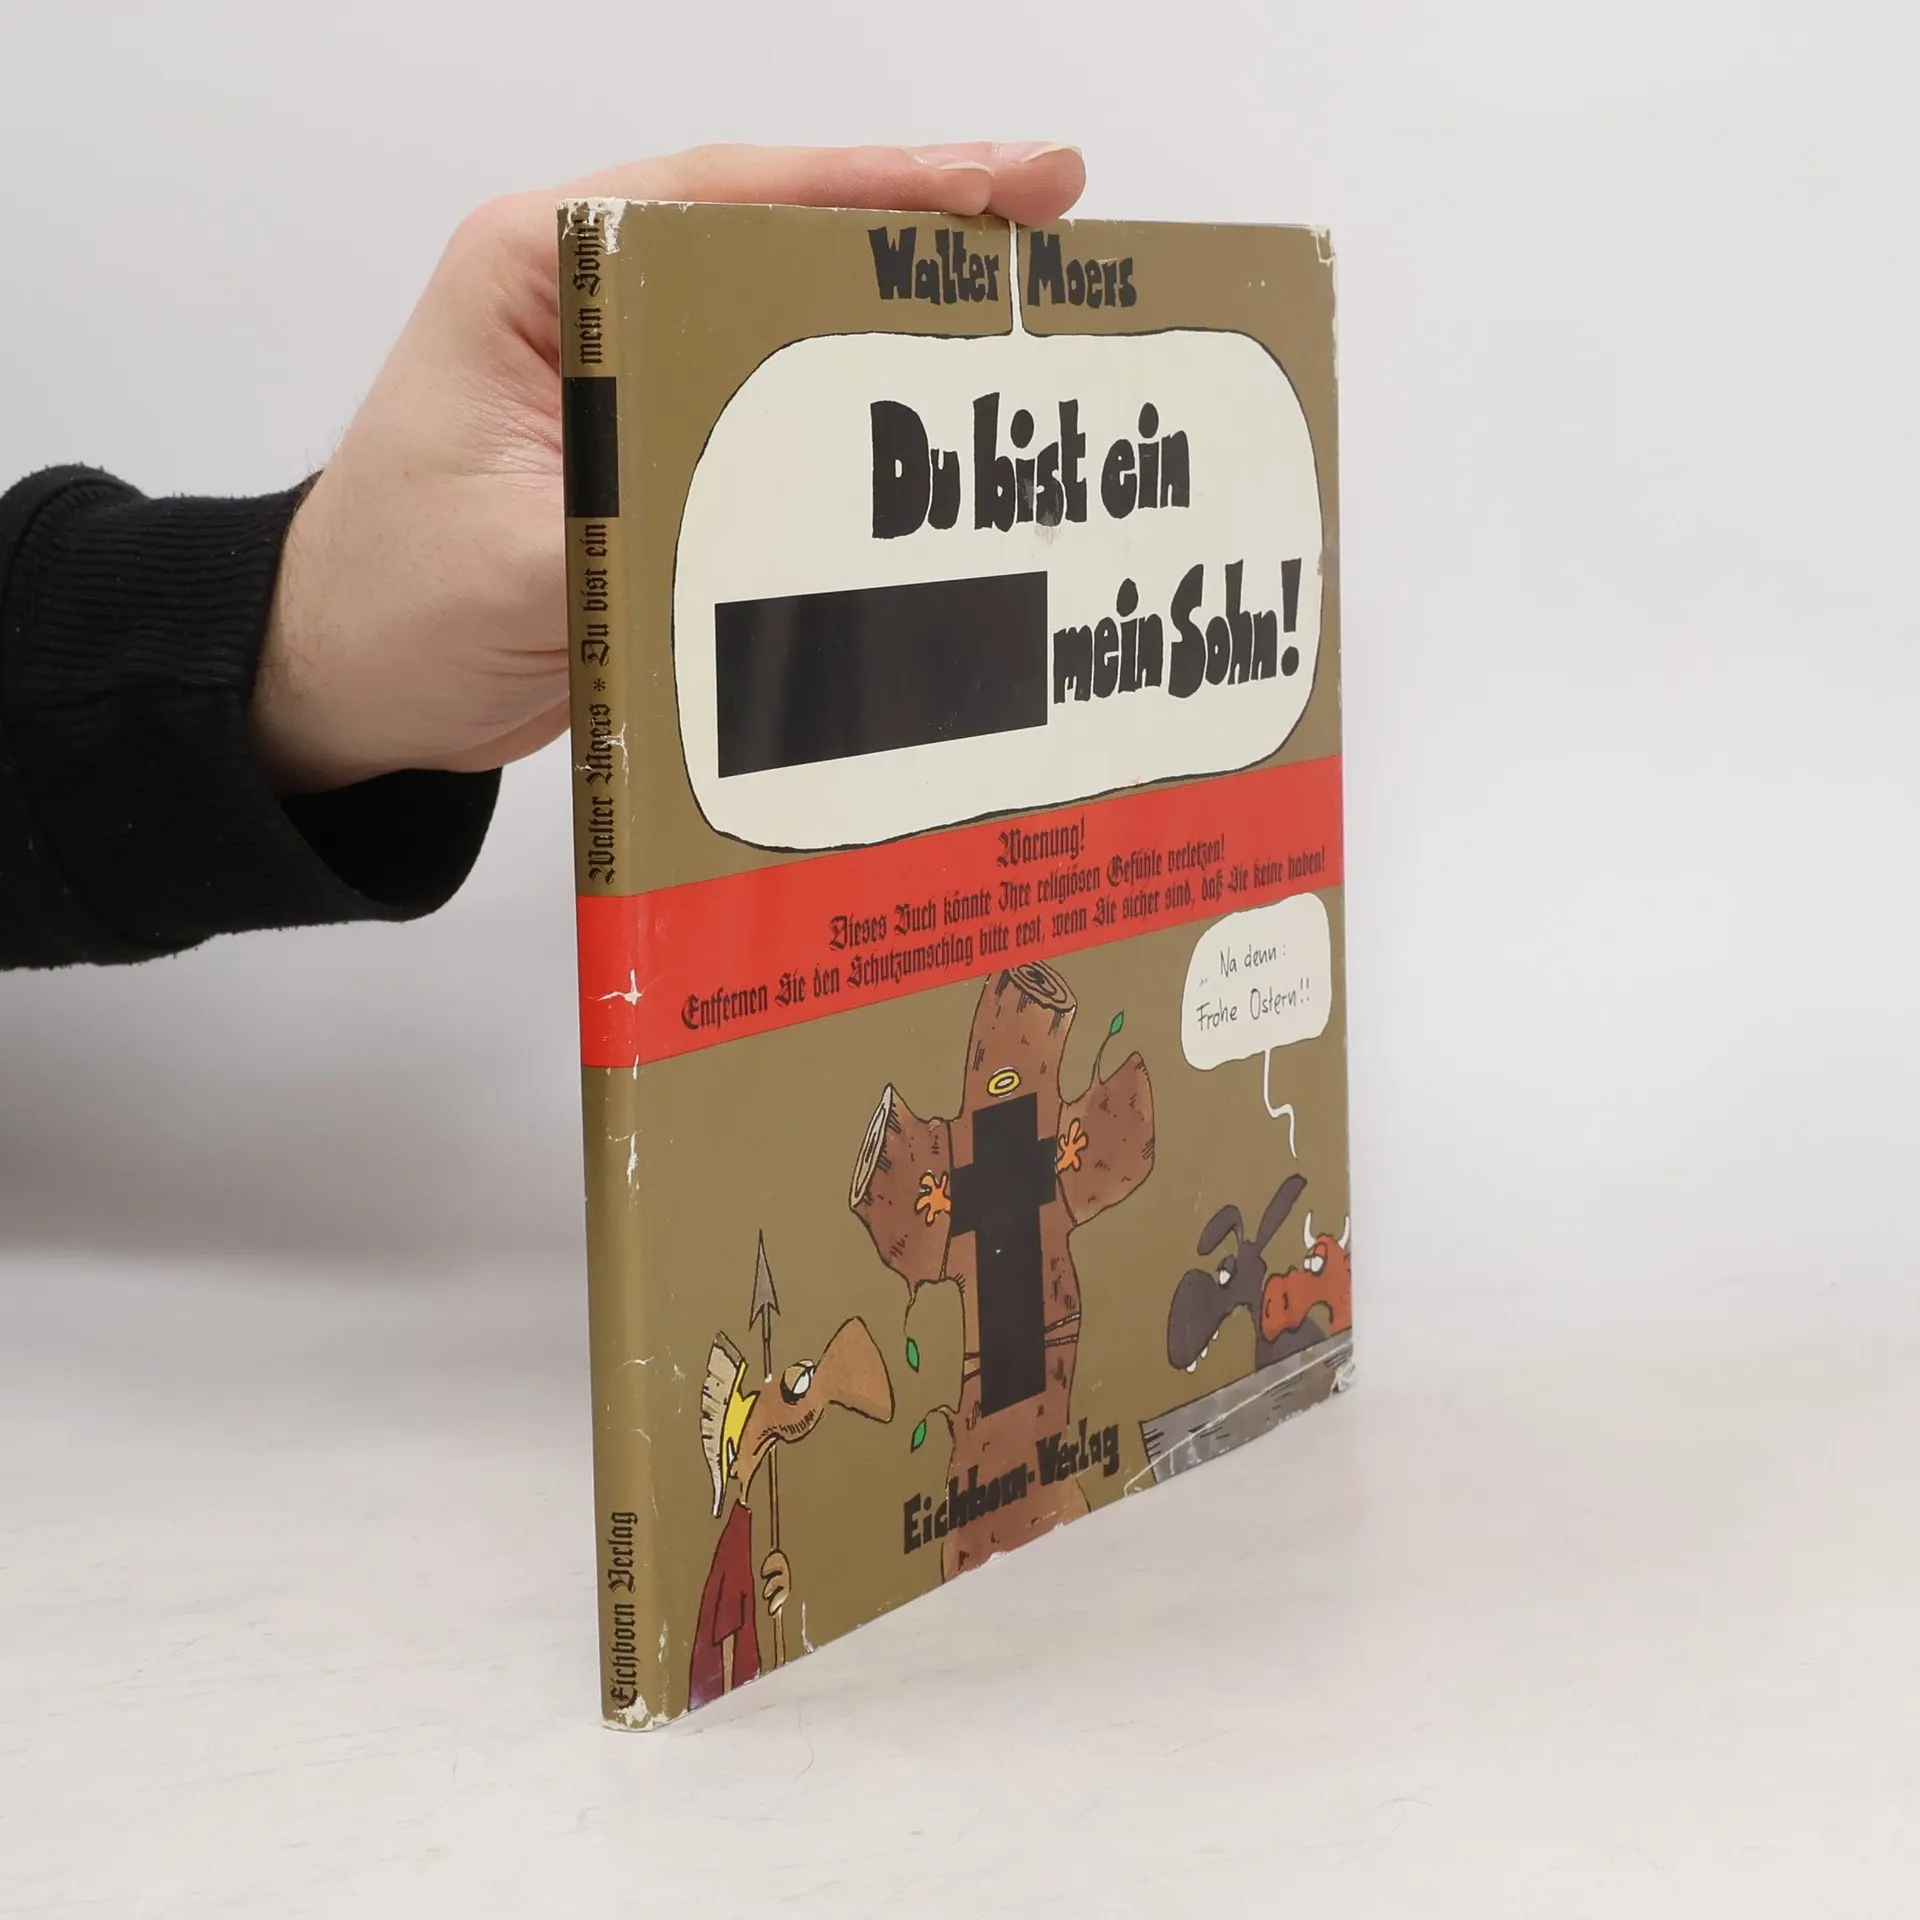 Walter Moers
Du bist ein
mein Sohn!
Warnung!
Dieses Buch könnte Ihre religiösen Gefühle verletzen!
Entfernen Sie den Schutzumschlag bitte erst, wenn Sie sicher sind, daß Sie keine haben!
Na denn:
Frohe Ostern!!
Eichborn-Verlag
Walter Moers * Du bist ein mein Sohn!
Eichborn Verlag